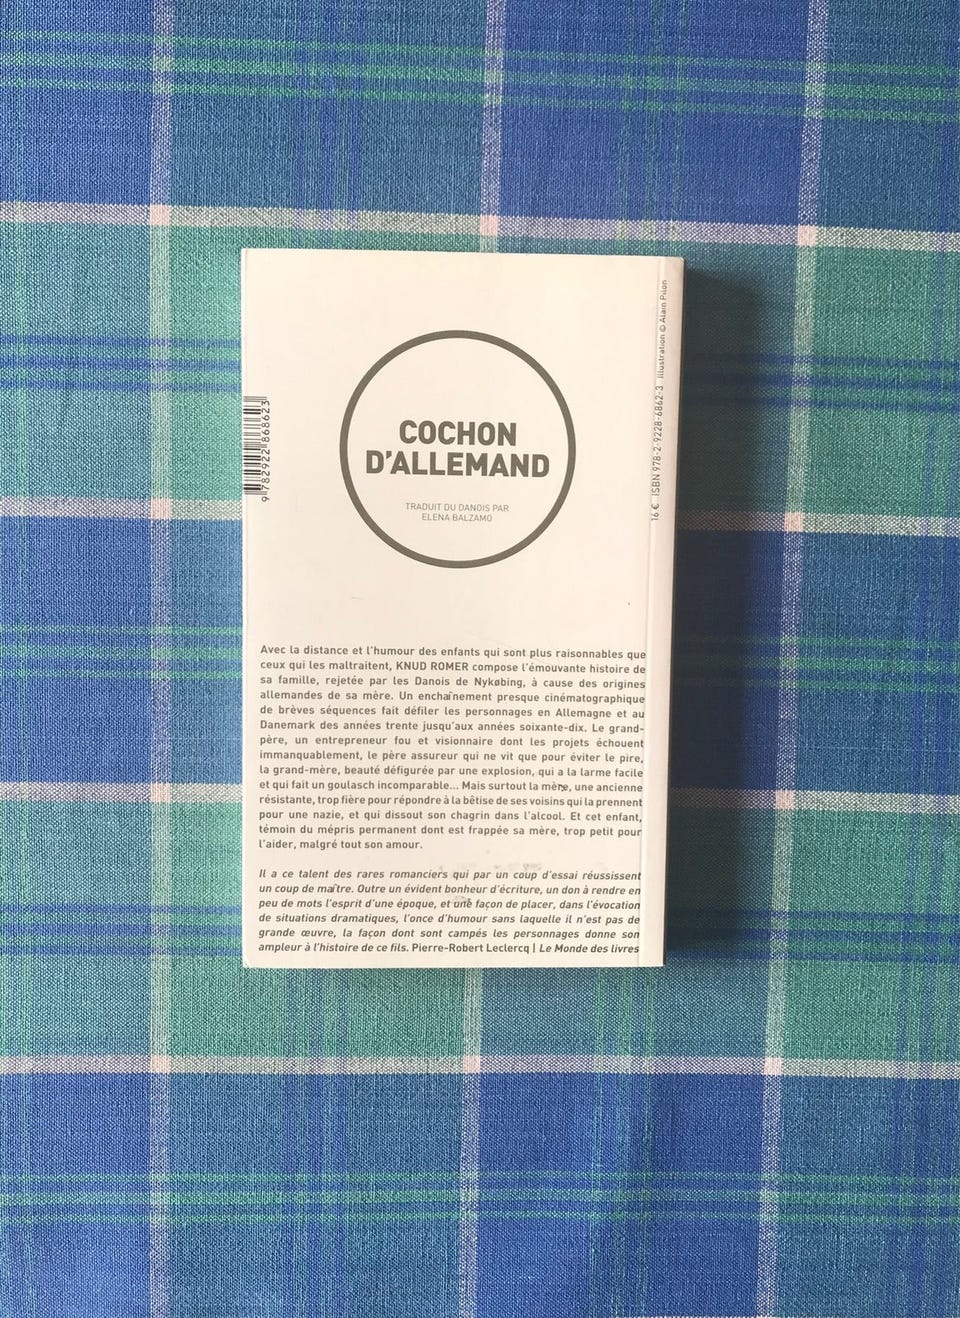 COCHON
D'ALLEMAND
TRADUIT DU DANOIS PAR
ELENA BALZAMO
Avec la distance et l'humour des enfants qui sont plus raisonnables que
ceux qui les maltraitent, KNUD ROMER compose l'émouvante histoire de
sa famille, rejetée par les Danois de Nykøbing, à cause des origines
allemandes de sa mère. Un enchaînement presque cinématographique
de brèves séquences fait défiler les personnages en Allemagne et au
Danemark des années trente jusqu'aux années soixante-dix. Le grand-
père, un entrepreneur fou et visionnaire dont les projets échouent
immanquablement, le père assureur qui ne vit que pour éviter le pire,
la grand-mère, beauté défigurée par une explosion, qui a la larme facile
et qui fait un goulasch incomparable... Mais surtout la mère, une ancienne
résistante, trop fière pour répondre à la bêtise de ses voisins qui la prennent
pour une nazie, et qui dissout son chagrin dans l'alcool. Et cet enfant,
témoin du mépris permanent dont est frappée sa mère, trop petit pour
l'aider, malgré tout son amour.
Il a ce talent des rares romanciers qui par un coup d'essai réussissent
un coup de maître. Outre un évident bonheur d'écriture, un don à rendre en
peu de mots l'esprit d'une époque, et une façon de placer, dans l'évocation
de situations dramatiques, l'once d'humour sans laquelle il n'est pas de
grande œuvre, la façon dont sont campés les personnages donne son
ampleur à l'histoire de ce fils. Pierre-Robert Leclercq | Le Monde des livres
9 782922 868623
16 € ISBN 978-2-9228-6862-3 Illustration © Alain Pilon